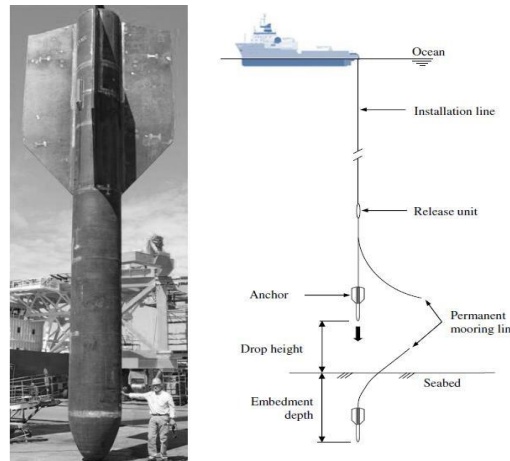 Ocean
Installation line
Release unit
Anchor
Permanent
mooring lin
Drop height
Seabed
Embedment
depth